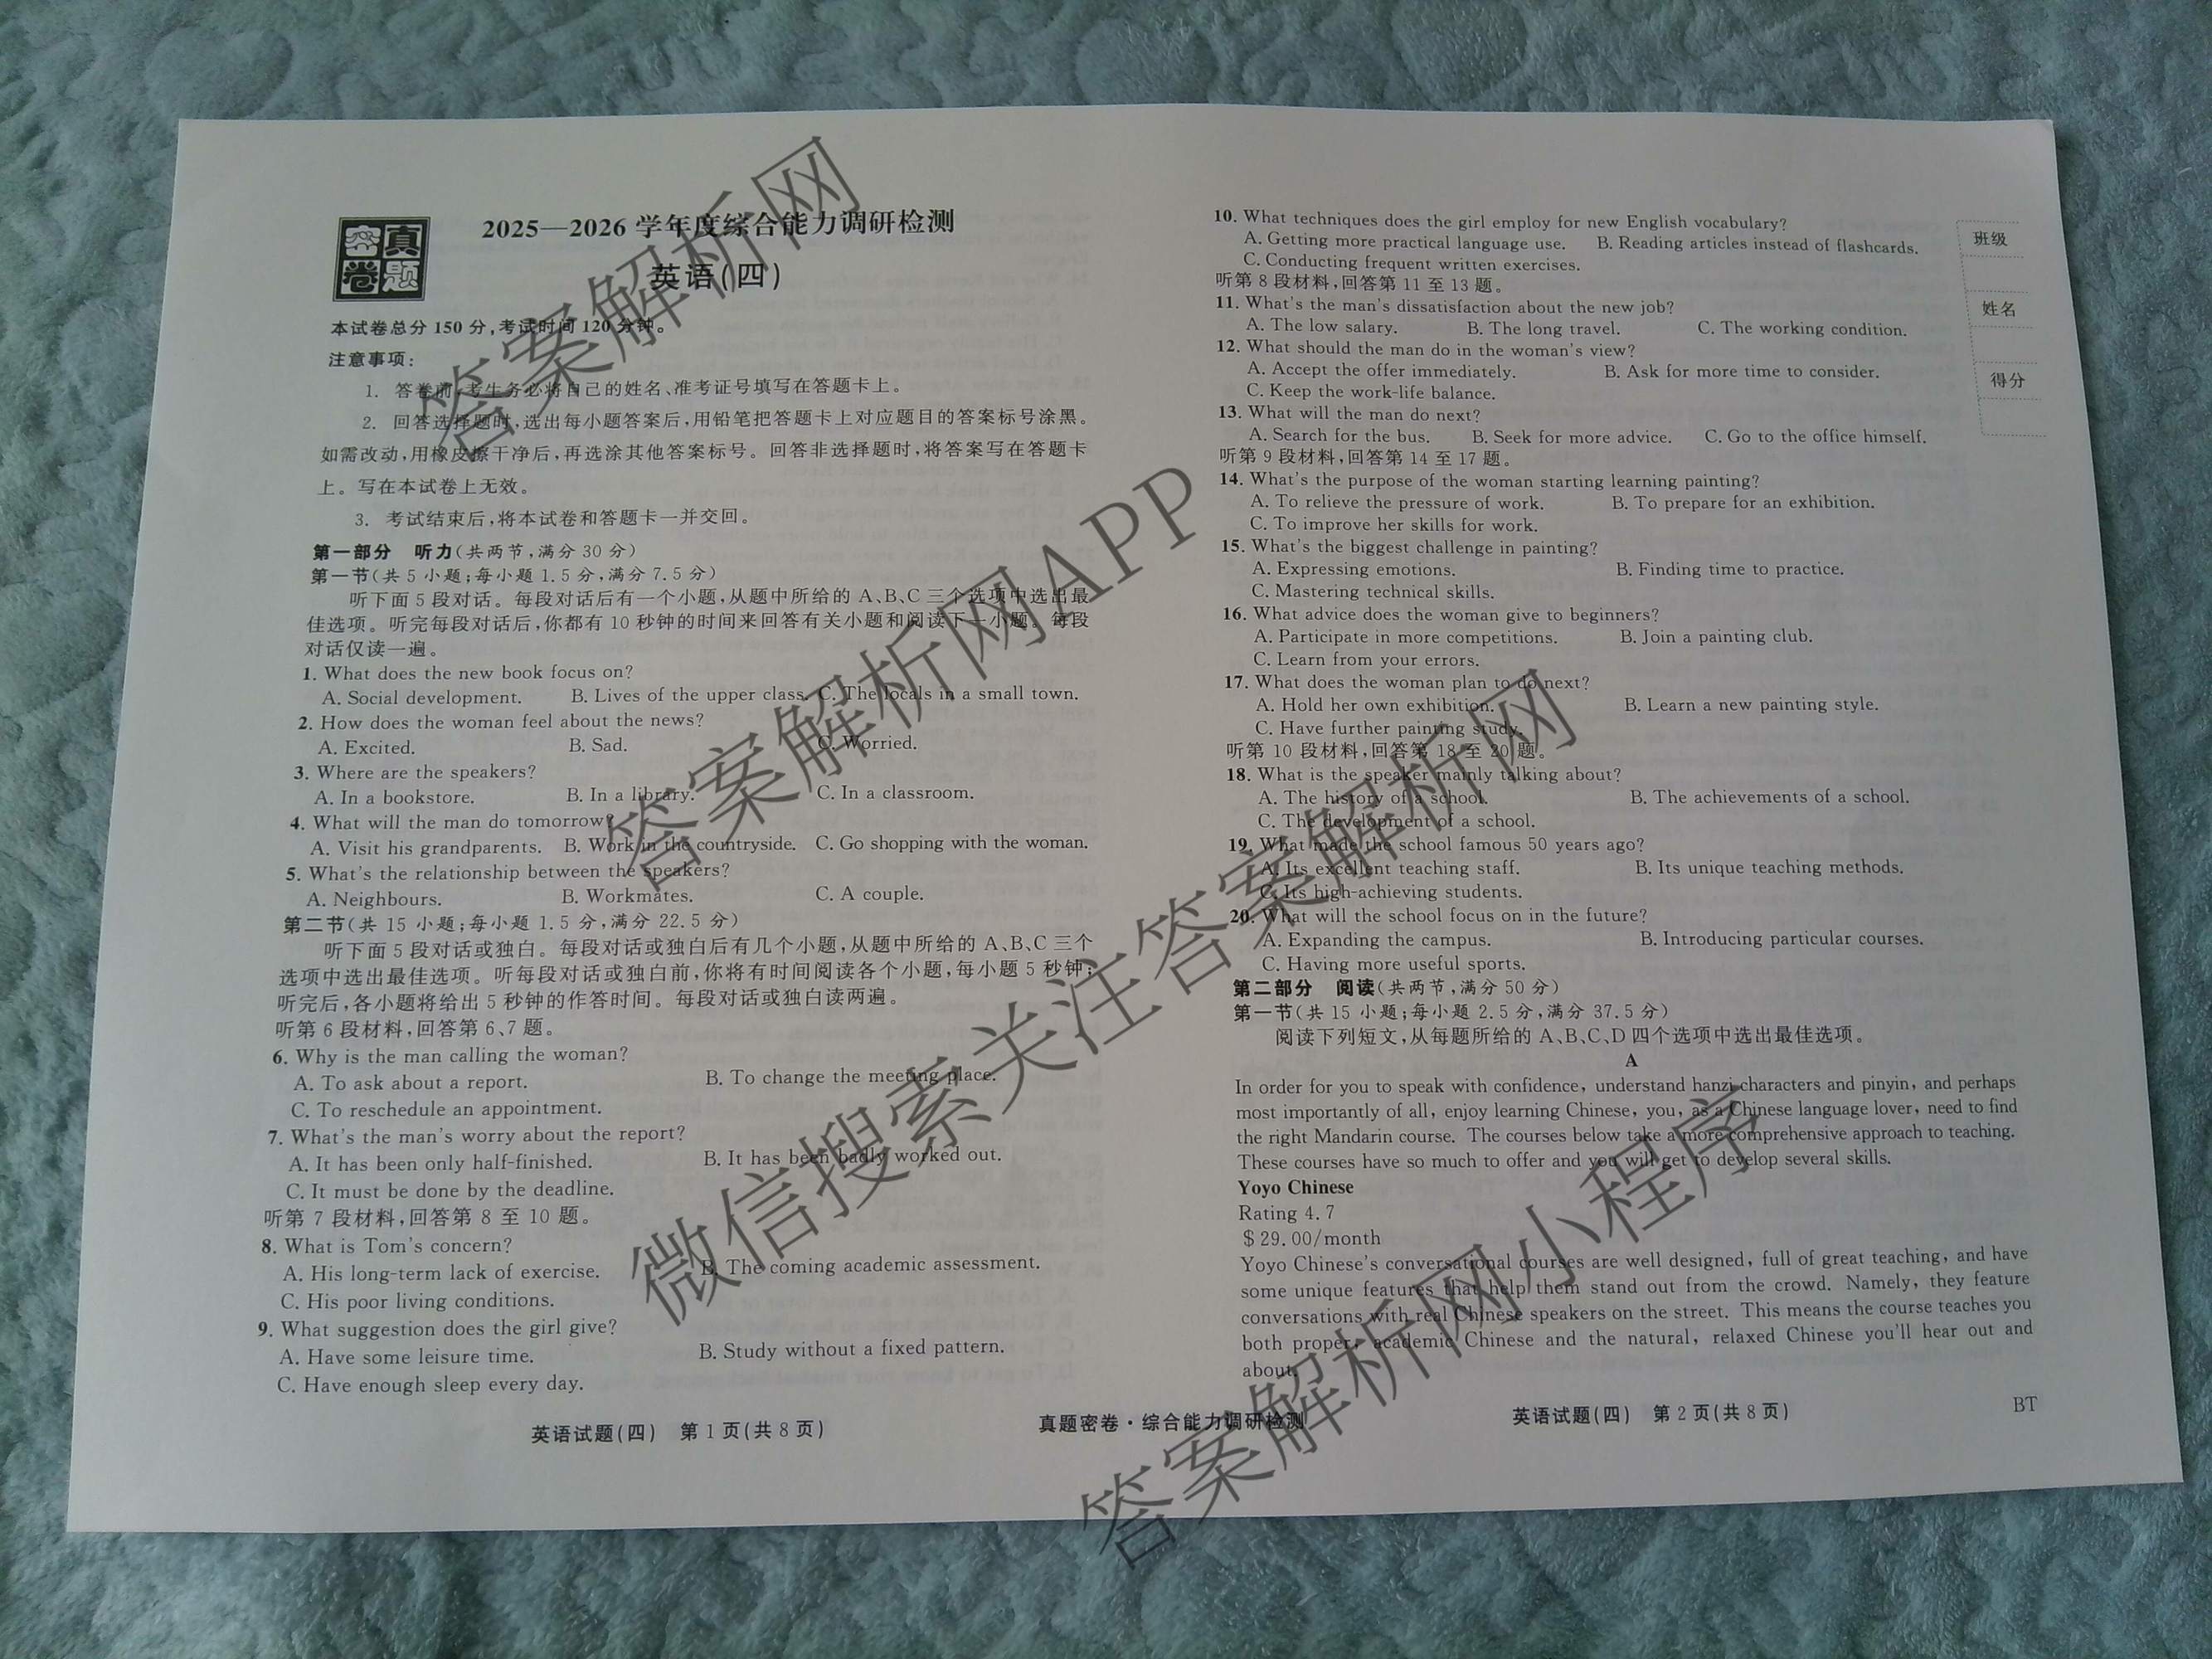 真题
密卷
2025—2026 学年度综合能力调研检测
英语(四)
本试卷总分 150 分,考试时间 120 分钟。
注意事项:
1. 答卷前,考生务必将自己的姓名、准考证号填写在答题卡上。
2. 回答选择题时,选出每小题答案后,用铅笔把答题卡上对应题目的答案标号涂黑。
如需改动,用橡皮擦干净后,再选涂其他答案标号。回答非选择题时,将答案写在答题卡
上。写在本试卷上无效。
3. 考试结束后,将本试卷和答题卡一并交回。
第一部分 听力(共两节,满分 30 分)
第一节(共 5 小题;每小题 1.5 分,满分 7.5 分)
听下面 5 段对话。每段对话后有一个小题,从题中所给的 A、B、C 三个选项中选出最
佳选项。听完每段对话后,你都有 10 秒钟的时间来回答有关小题和阅读下一小题。每段
对话仅读一遍。
1. What does the new book focus on?
A. Social development. B. Lives of the upper class. C. The locals in a small town.
2. How does the woman feel about the news?
A. Excited. B. Sad. C. Worried.
3. Where are the speakers?
A. In a bookstore. B. In a library. C. In a classroom.
4. What will the man do tomorrow?
A. Visit his grandparents. B. Work in the countryside. C. Go shopping with the woman.
5. What's the relationship between the speakers?
A. Neighbours. B. Workmates. C. A couple.
第二节(共 15 小题;每小题 1.5 分,满分 22.5 分)
听下面 5 段对话或独白。每段对话或独白后有几个小题,从题中所给的 A、B、C 三个
选项中选出最佳选项。听每段对话或独白前,你将有时间阅读各个小题,每小题 5 秒钟;
听完后,各小题将给出 5 秒钟的作答时间。每段对话或独白读两遍。
听第 6 段材料,回答第 6、7 题。
6. Why is the man calling the woman?
A. To ask about a report. B. To change the meeting place.
C. To reschedule an appointment.
7. What's the man's worry about the report?
A. It has been only half-finished. B. It has been badly worked out.
C. It must be done by the deadline.
听第 7 段材料,回答第 8 至 10 题。
8. What is Tom's concern?
A. His long-term lack of exercise. B. The coming academic assessment.
C. His poor living conditions.
9. What suggestion does the girl give?
A. Have some leisure time. B. Study without a fixed pattern.
C. Have enough sleep every day.
英语试题(四) 第 1 页(共 8 页)
10. What techniques does the girl employ for new English vocabulary?
A. Getting more practical language use. B. Reading articles instead of flashcards.
C. Conducting frequent written exercises.
听第 8 段材料,回答第 11 至 13 题。
11. What's the man's dissatisfaction about the new job?
A. The low salary. B. The long travel. C. The working condition.
12. What should the man do in the woman's view?
A. Accept the offer immediately. B. Ask for more time to consider.
C. Keep the work-life balance.
13. What will the man do next?
A. Search for the bus. B. Seek for more advice. C. Go to the office himself.
听第 9 段材料,回答第 14 至 17 题。
14. What's the purpose of the woman starting learning painting?
A. To relieve the pressure of work. B. To prepare for an exhibition.
C. To improve her skills for work.
15. What's the biggest challenge in painting?
A. Expressing emotions. B. Finding time to practice.
C. Mastering technical skills.
16. What advice does the woman give to beginners?
A. Participate in more competitions. B. Join a painting club.
C. Learn from your errors.
17. What does the woman plan to do next?
A. Hold her own exhibition. B. Learn a new painting style.
C. Have further painting study.
听第 10 段材料,回答第 18 至 20 题。
18. What is the speaker mainly talking about?
A. The history of a school. B. The achievements of a school.
C. The development of a school.
19. What made the school famous 50 years ago?
A. Its excellent teaching staff. B. Its unique teaching methods.
C. Its high-achieving students.
20. What will the school focus on in the future?
A. Expanding the campus. B. Introducing particular courses.
C. Having more useful sports.
第二部分 阅读(共两节,满分 50 分)
第一节(共 15 小题;每小题 2.5 分,满分 37.5 分)
阅读下列短文,从每题所给的 A、B、C、D 四个选项中选出最佳选项。
A
In order for you to speak with confidence, understand hanzi characters and pinyin, and perhaps
most importantly of all, enjoy learning Chinese, you, as a Chinese language lover, need to find
the right Mandarin course. The courses below take a more comprehensive approach to teaching.
These courses have so much to offer and you will get to develop several skills.
Yoyo Chinese
Rating 4.7
$29.00/month
Yoyo Chinese's conversational courses are well designed, full of great teaching, and have
some unique features that help them stand out from the crowd. Namely, they feature
conversations with real Chinese speakers on the street. This means the course teaches you
both proper, academic Chinese and the natural, relaxed Chinese you'll hear out and
about.
英语试题(四) 第 2 页(共 8 页)
真题密卷·综合能力调研检测
BT
班级
姓名
得分
答案解析网
答案解析网APP
微信搜索关注答案解析网
答案解析网小程序